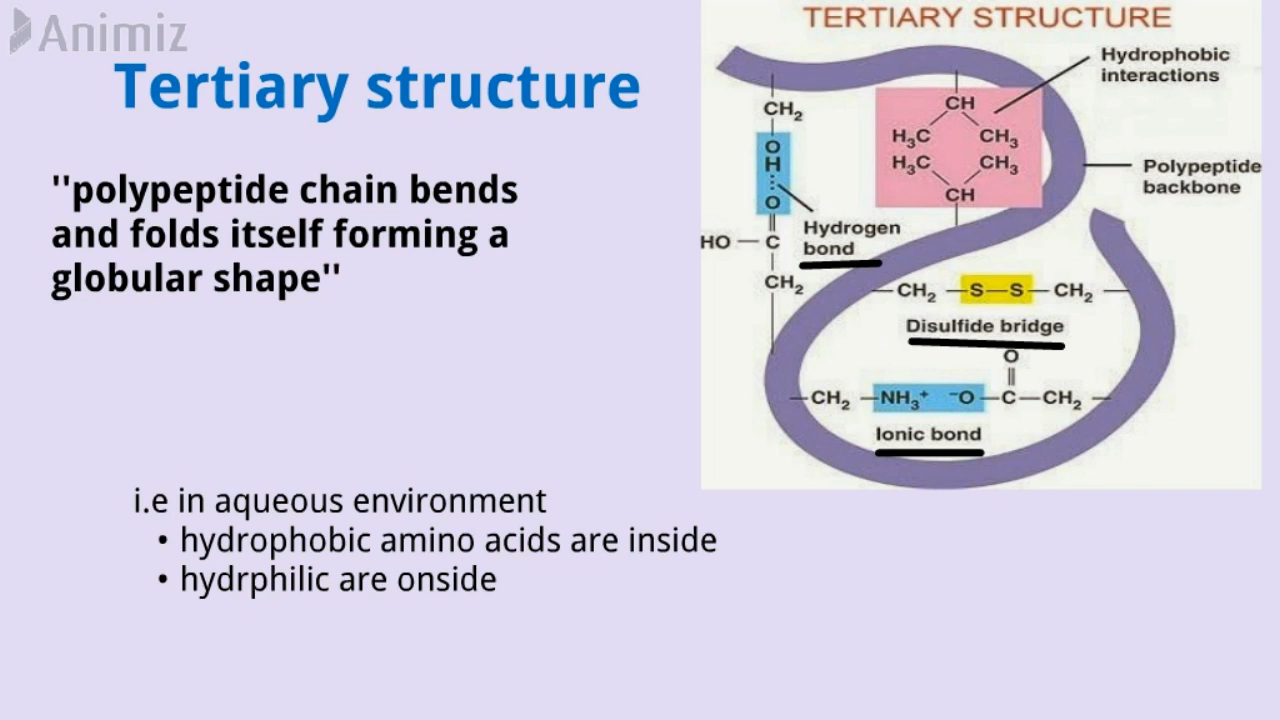 Animiz
Tertiary structure
''polypeptide chain bends
and folds itself forming a
globular shape''
i.e in aqueous environment
• hydrophobic amino acids are inside
• hydrphilic are onside
TERTIARY STRUCTURE
Hydrophobic
interactions
CH₂
CH
OH
O
H₃C CH₃
H₃C CH₃
CH
Polypeptide
backbone
Hydrogen
bond
HO — C
CH₂
CH₂ — S — S — CH₂
Disulfide bridge
O
CH₂ — NH₃⁺ ⁻O — C — CH₂
Ionic bond